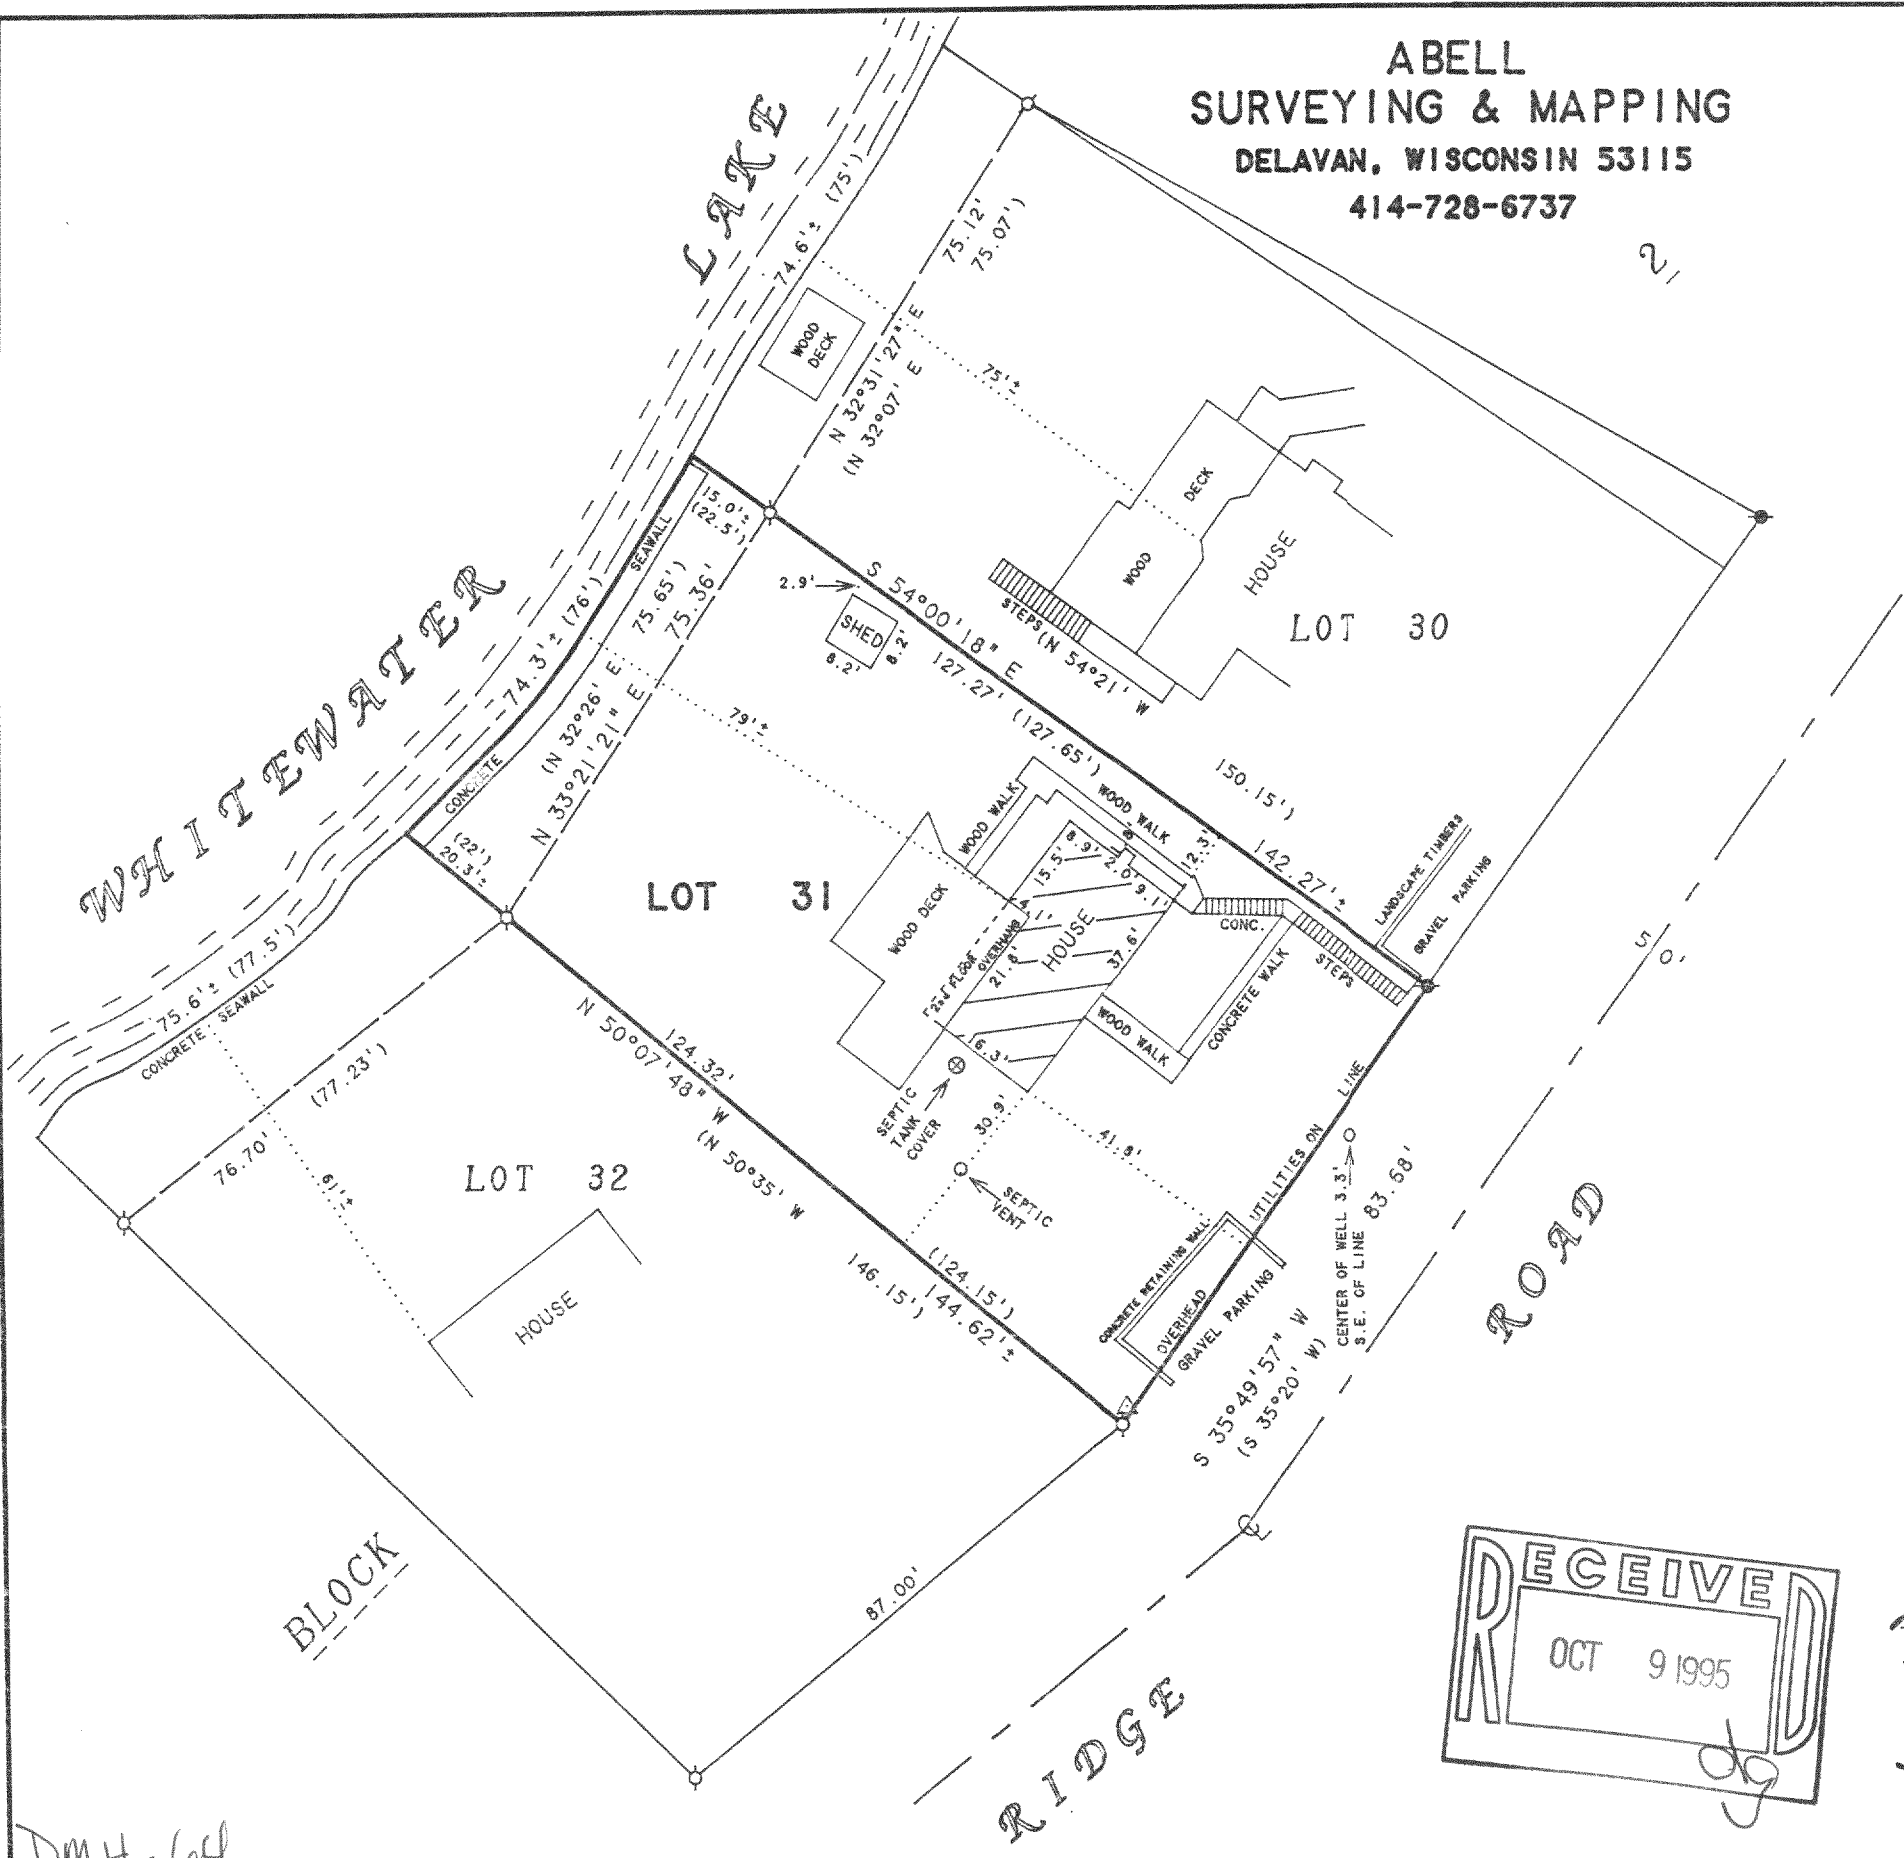 ABELL
SURVEYING & MAPPING
DELAVAN, WISCONSIN 53115
414-728-6737
2
WHITEWATER LAKE
74.6'± (75')
75.12'
75.07')
N 32°31'27" E
(N 32°07' E
WOOD
DECK
75'±
WOOD DECK
HOUSE
STEPS
LOT 30
15.0'±
(22.5')
CONCRETE SEAWALL
74.3'± (76')
75.65')
75.36'
(N 32°26' E
N 33°21'21" E
2.9'
SHED
8.2'
8.2'
S 54°00'18" E
(N 54°21' W
127.27' (127.65')
150.15')
142.27'±
79'±
WOOD WALK
WOOD WALK
12.3'
LANDSCAPE TIMBERS
GRAVEL PARKING
LOT 31
WOOD DECK
2nd FLOOR
OVERHANG
HOUSE
15.5'
8.9'
2.0'
9.1'
21.8'
37.6'
16.3'
CONC.
STEPS
CONCRETE WALK
WOOD WALK
SEPTIC
TANK
COVER
30.9'
41.8'
SEPTIC
VENT
(22')
20.3'±
75.6'± (77.5')
CONCRETE SEAWALL
(77.23')
76.70'
61'±
LOT 32
HOUSE
124.32'
N 50°07'48" W
(N 50°35' W
(124.15')
146.15')
144.62'±
CONCRETE RETAINING WALL
OVERHEAD UTILITIES ON LINE
GRAVEL PARKING
CENTER OF WELL 3.3'
S.E. OF LINE
83.68'
S 35°49'57" W
(S 35°20' W)
50'
87.00'
BLOCK
RIDGE ROAD
RECEIVED
OCT 9 1995